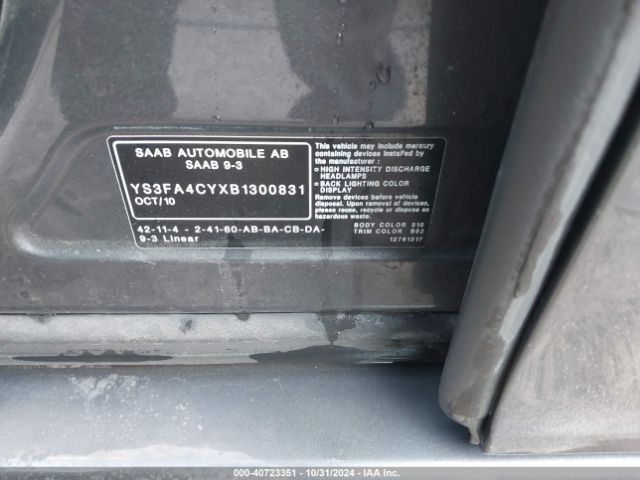 SAAB AUTOMOBILE AB
SAAB 9-3
YS3FA4CYXB1300831
OCT/10
42-11-4 - 2-41-60-AB-BA-CB-DA-
9-3 Linear
This vehicle may include mercury
containing devices installed by
the manufacturer :
HIGH INTENSITY DISCHARGE
HEADLAMPS
BACK LIGHTING COLOR
DISPLAY
Remove devices before vehicle
disposal. Upon removal of devices,
please reuse, recycle or dispose
as hazardous waste.
BODY COLOR 510
TRIM COLOR B02
12761217
000-40723351 - 10/31/2024 - IAA Inc.